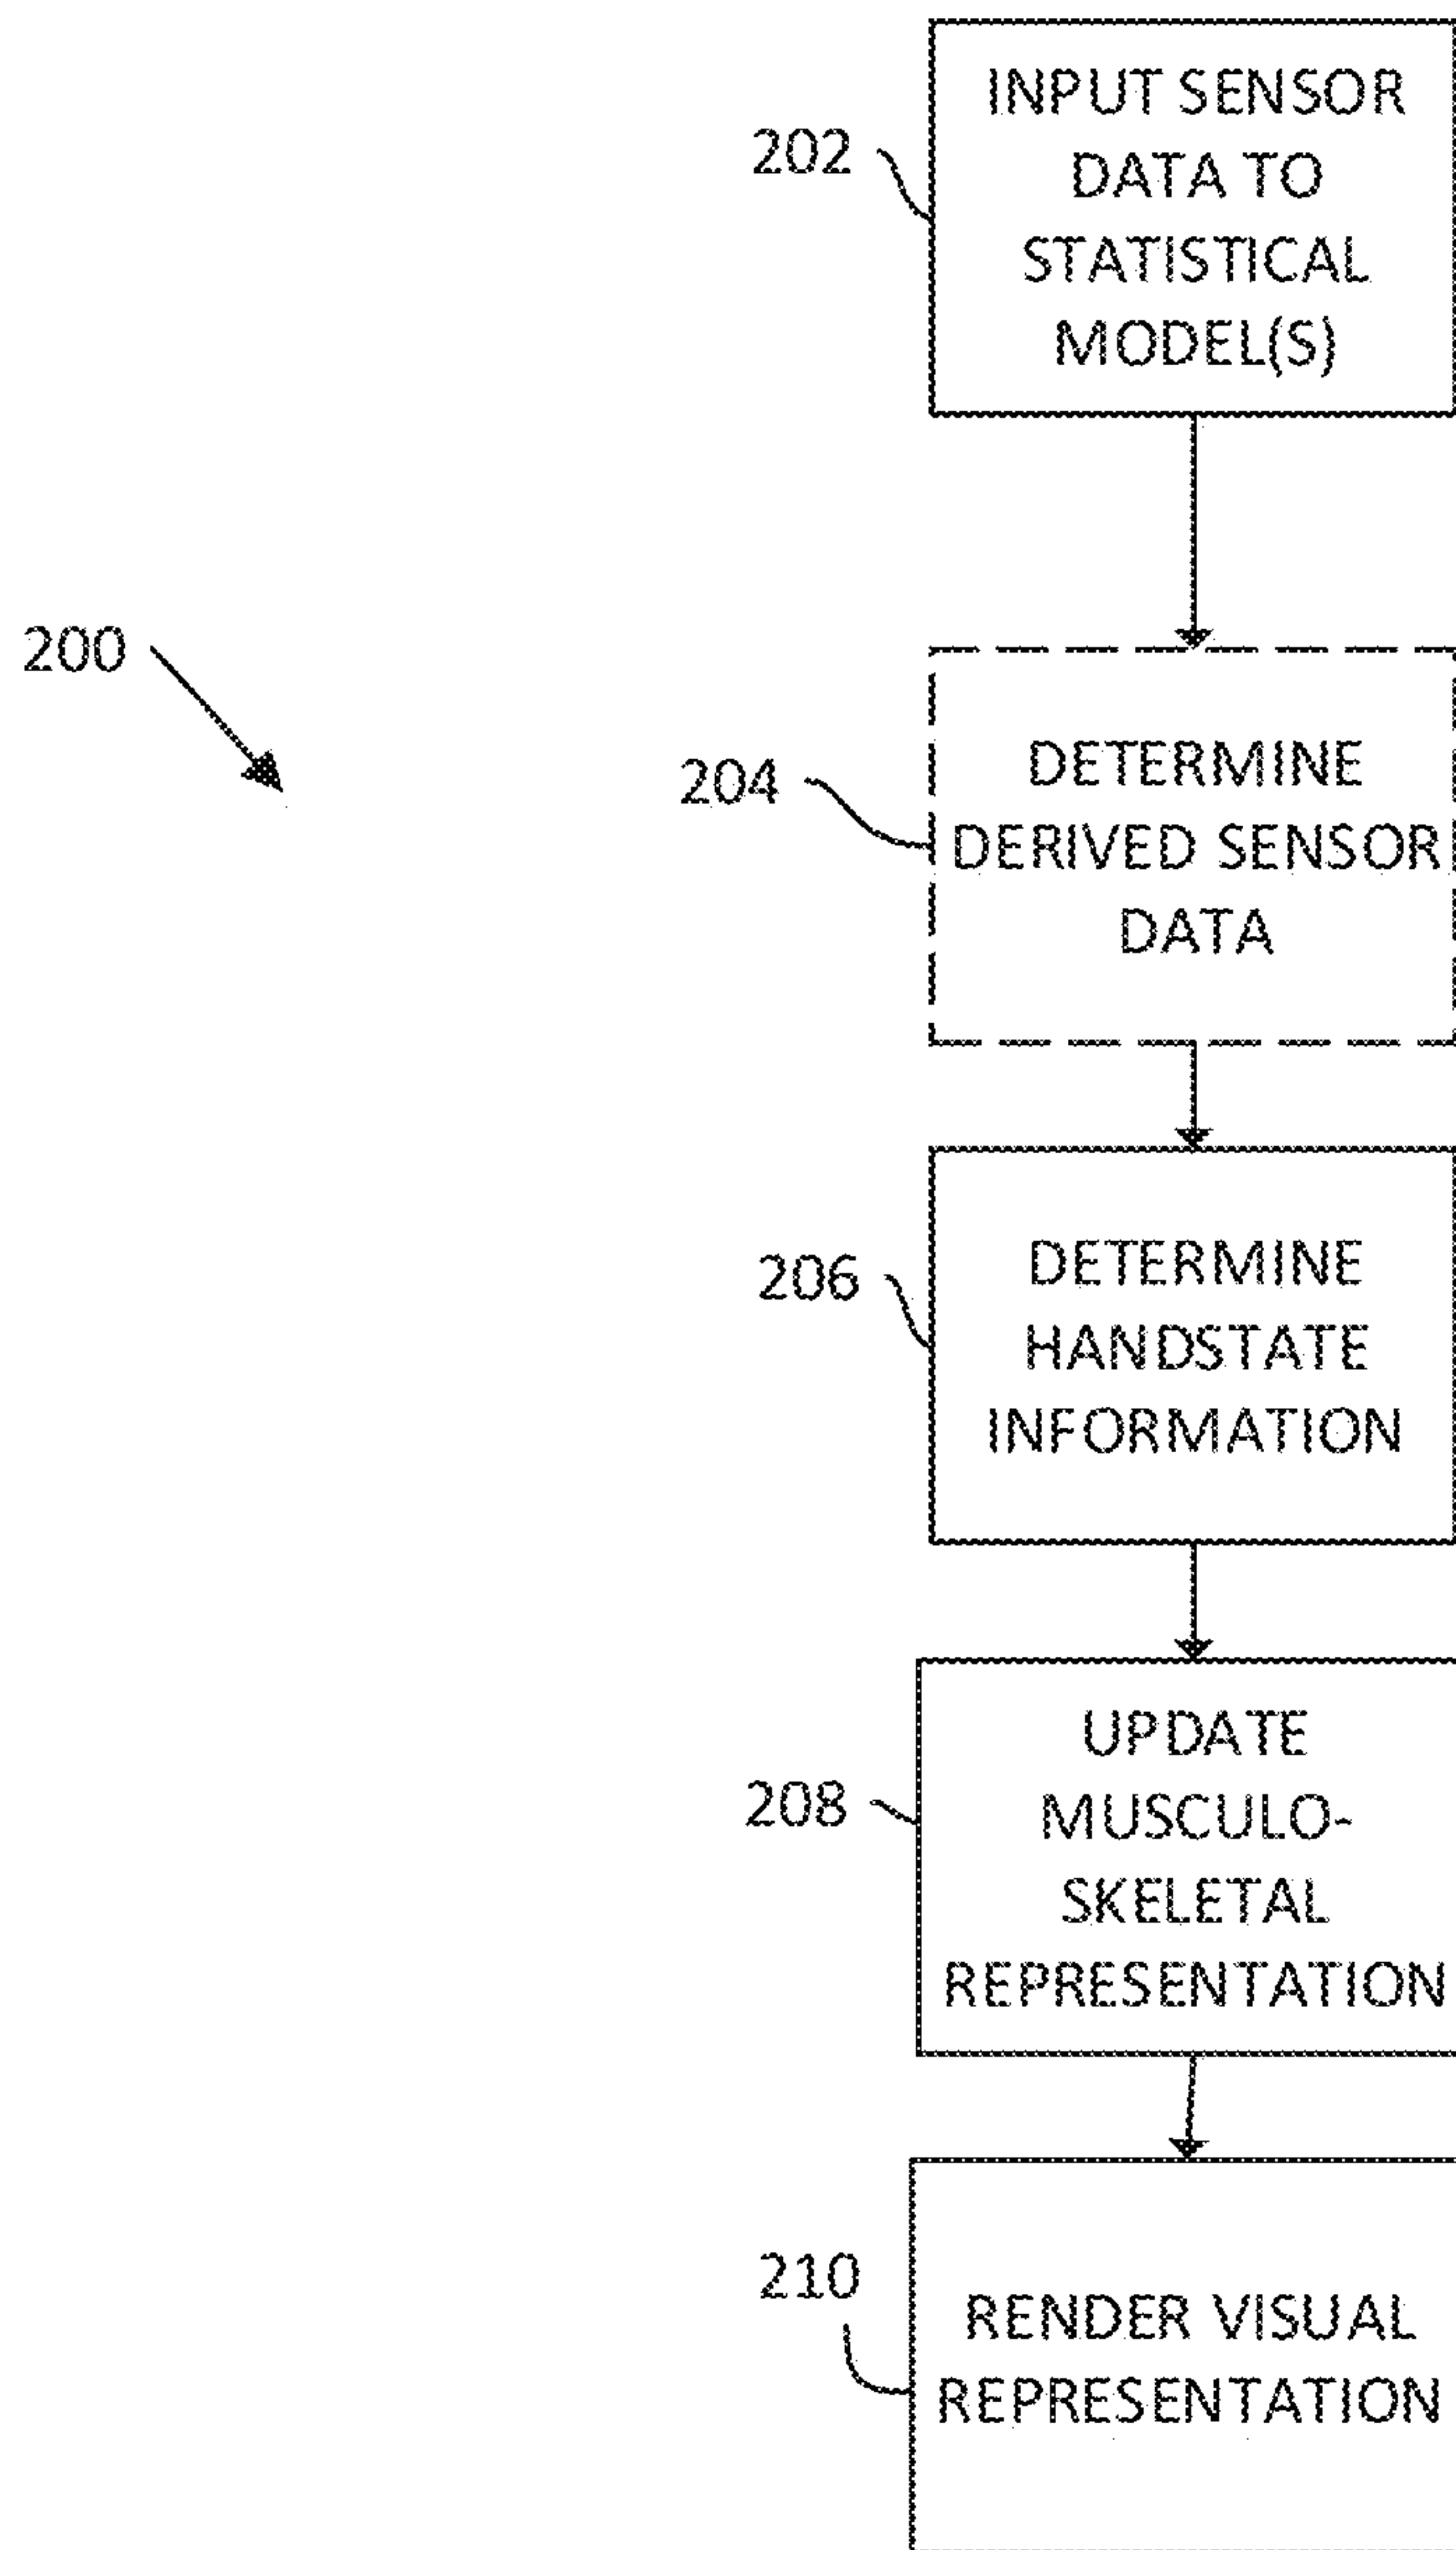 202
INPUT SENSOR
DATA TO
STATISTICAL
MODEL(S)
200
204
DETERMINE
DERIVED SENSOR
DATA
206
DETERMINE
HANDSTATE
INFORMATION
208
UPDATE
MUSCULO-
SKELETAL
REPRESENTATION
210
RENDER VISUAL
REPRESENTATION